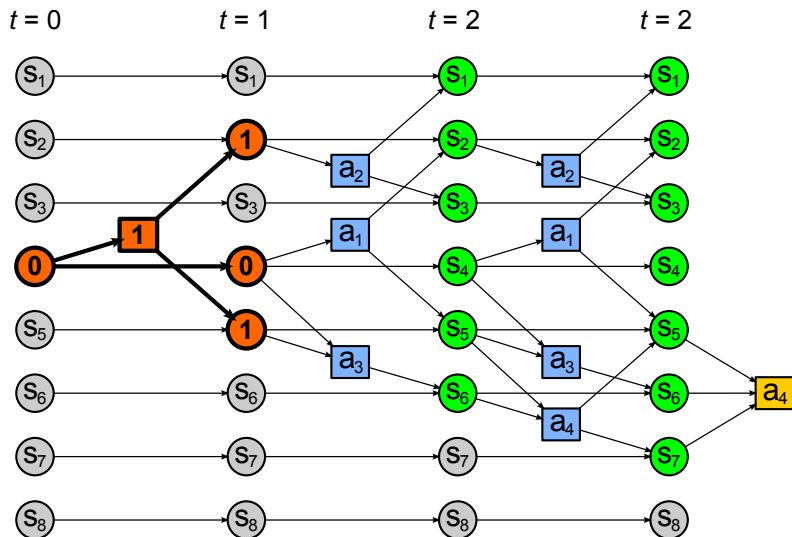 t = 0 t = 1 t = 2 t = 2
s1 s1 s1 s1
s2 1 s2 s2
a2 a2
s3 s3 s3 s3
1 a1 a1
0 0 s4 s4
s5 1 s5 s5
a3 a3
s6 s6 s6 s6 a4
a4
s7 s7 s7 s7
s8 s8 s8 s8